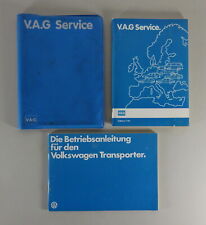 V.A.G Service
V.A.G Service.
V.A.G
Die Betriebsanleitung
für den
Volkswagen Transporter.